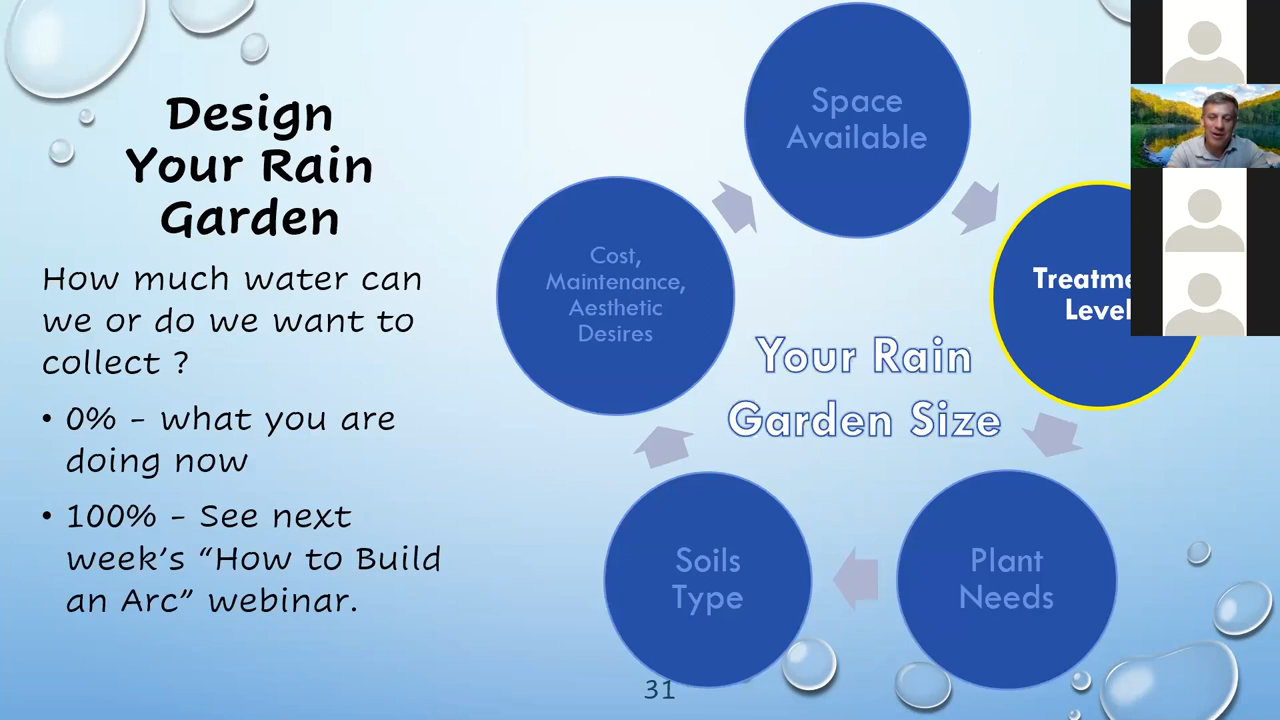 Design
Your Rain
Garden
How much water can
we or do we want to
collect ?
• 0% - what you are
doing now
• 100% - See next
week’s “How to Build
an Arc” webinar.
Space
Available
Level
Plant
Needs
Soils
Type
Cost,
Maintenance,
Aesthetic
Desires
Your Rain
Garden Size
31